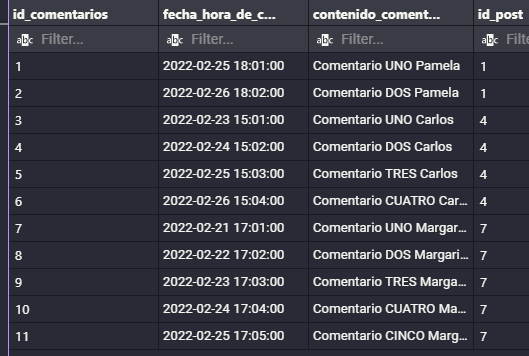 id_comentarios fecha_hora_de_c... contenido_coment... id_post
abc Filter... abc Filter... abc Filter... abc Filte
1 2022-02-25 18:01:00 Comentario UNO Pamela 1
2 2022-02-26 18:02:00 Comentario DOS Pamela 1
3 2022-02-23 15:01:00 Comentario UNO Carlos 4
4 2022-02-24 15:02:00 Comentario DOS Carlos 4
5 2022-02-25 15:03:00 Comentario TRES Carlos 4
6 2022-02-26 15:04:00 Comentario CUATRO Car... 4
7 2022-02-21 17:01:00 Comentario UNO Margar... 7
8 2022-02-22 17:02:00 Comentario DOS Margari... 7
9 2022-02-23 17:03:00 Comentario TRES Marga... 7
10 2022-02-24 17:04:00 Comentario CUATRO Ma... 7
11 2022-02-25 17:05:00 Comentario CINCO Marg... 7